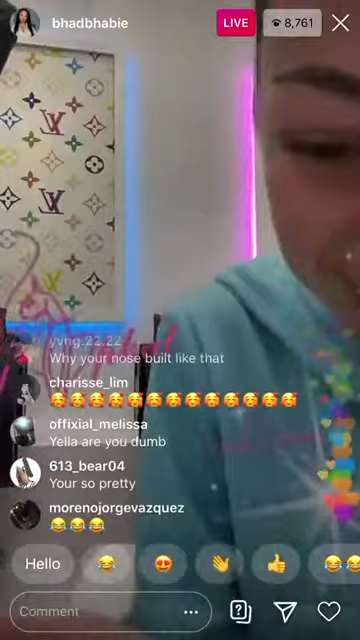 bhadbhabie
LIVE
8,761
yvng.22.22
Why your nose built like that
charisse_lim
🥰🥰🥰🥰🥰🥰🥰🥰🥰🥰🥰🥰🥰
offixial_melissa
Yella are you dumb
613_bear04
Your so pretty
morenojorgevazquez
😂😂😂
Hello
Comment